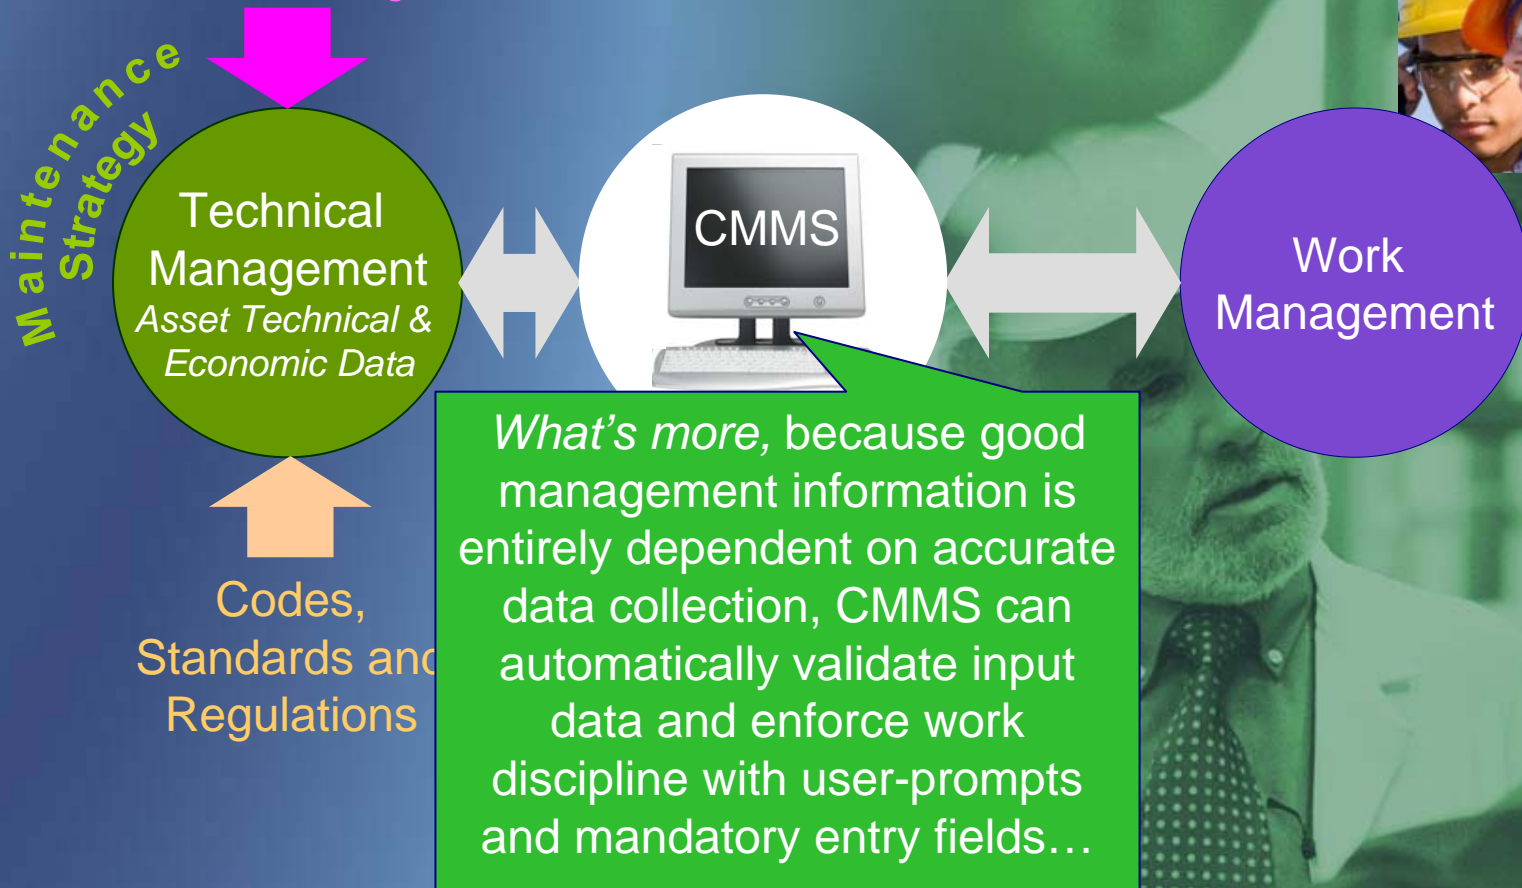 Maintenance
Strategy
Technical
Management
Asset Technical &
Economic Data
CMMS
Work
Management
Codes,
Standards and
Regulations
What’s more, because good
management information is
entirely dependent on accurate
data collection, CMMS can
automatically validate input
data and enforce work
discipline with user-prompts
and mandatory entry fields…